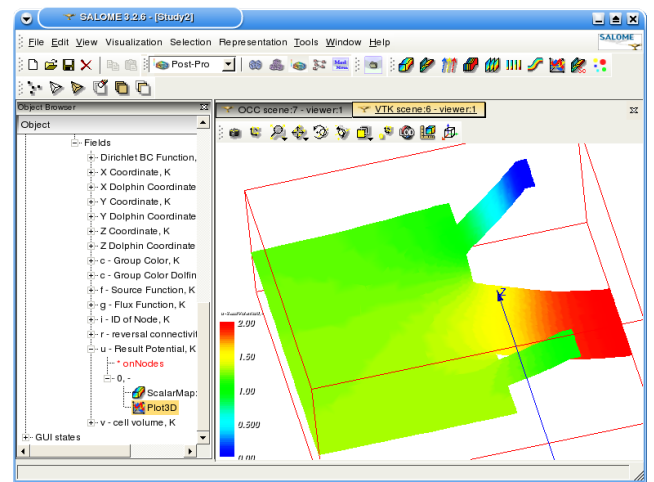 SALOME 3.2.6 - [Study2]
File Edit View Visualization Selection Representation Tools Window Help
SALOME
Post-Pro
Object Browser
OCC scene:7 - viewer:1
VTK scene:6 - viewer:1
Object
Fields
Dirichlet BC Function,
X Coordinate, K
X Dolphin Coordinate
Y Coordinate, K
Y Dolphin Coordinate
Z Coordinate, K
Z Dolphin Coordinate
c - Group Color, K
c - Group Color Dolfin
f - Source Function, K
g - Flux Function, K
i - ID of Node, K
r - reversal connectivit
u - Result Potential, K
* onNodes
0, -
ScalarMap:
Plot3D
v - cell volume, K
GUI states
2.00
1.50
1.00
0.500
0.00
Z